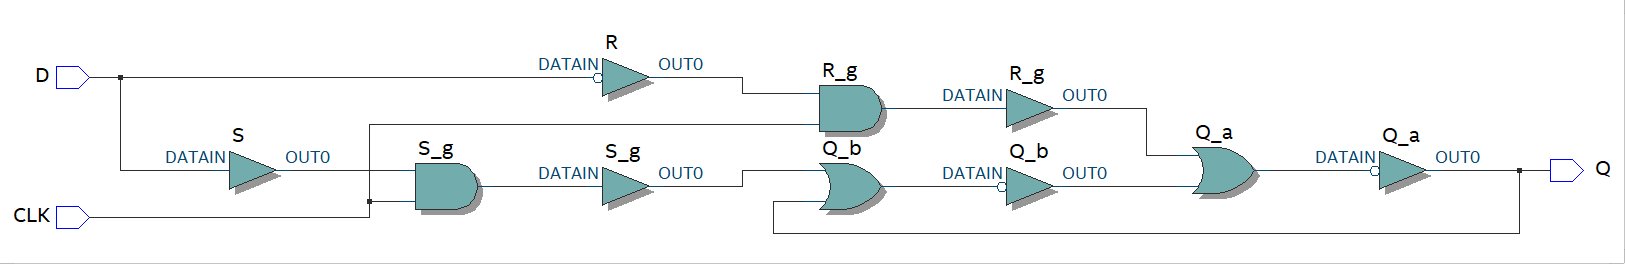 R
DATAIN OUT0
D
R_g
R_g
DATAIN OUT0
S
DATAIN OUT0
S_g
S_g
DATAIN OUT0
Q_b
Q_b
DATAIN OUT0
Q_a
Q_a
DATAIN OUT0
Q
CLK